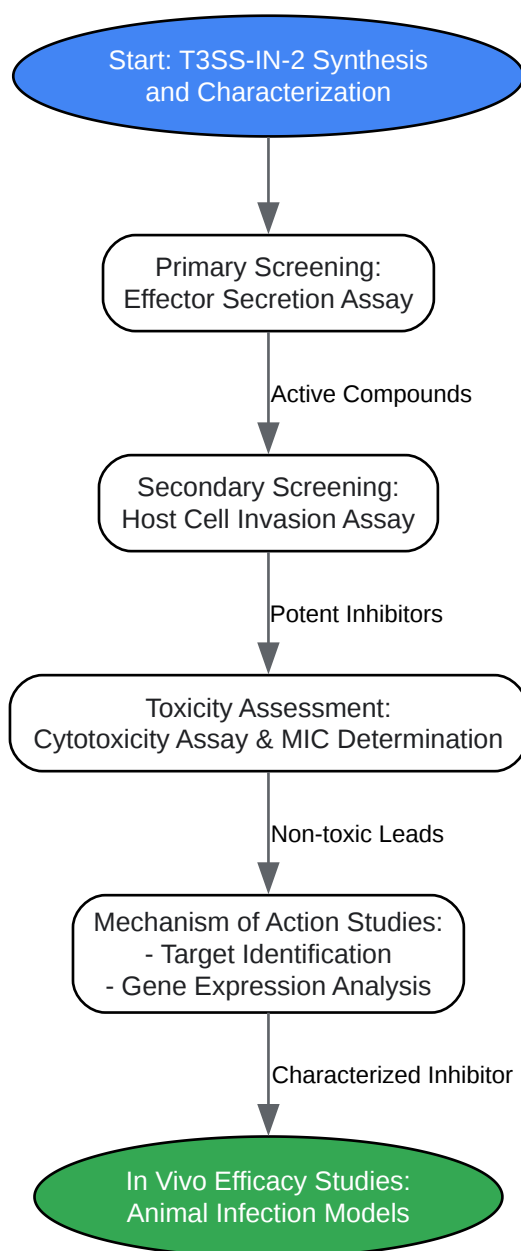 Start: T3SS-IN-2 Synthesis
and Characterization
Primary Screening:
Effector Secretion Assay
Active Compounds
Secondary Screening:
Host Cell Invasion Assay
Potent Inhibitors
Toxicity Assessment:
Cytotoxicity Assay & MIC Determination
Non-toxic Leads
Mechanism of Action Studies:
- Target Identification
- Gene Expression Analysis
Characterized Inhibitor
In Vivo Efficacy Studies:
Animal Infection Models